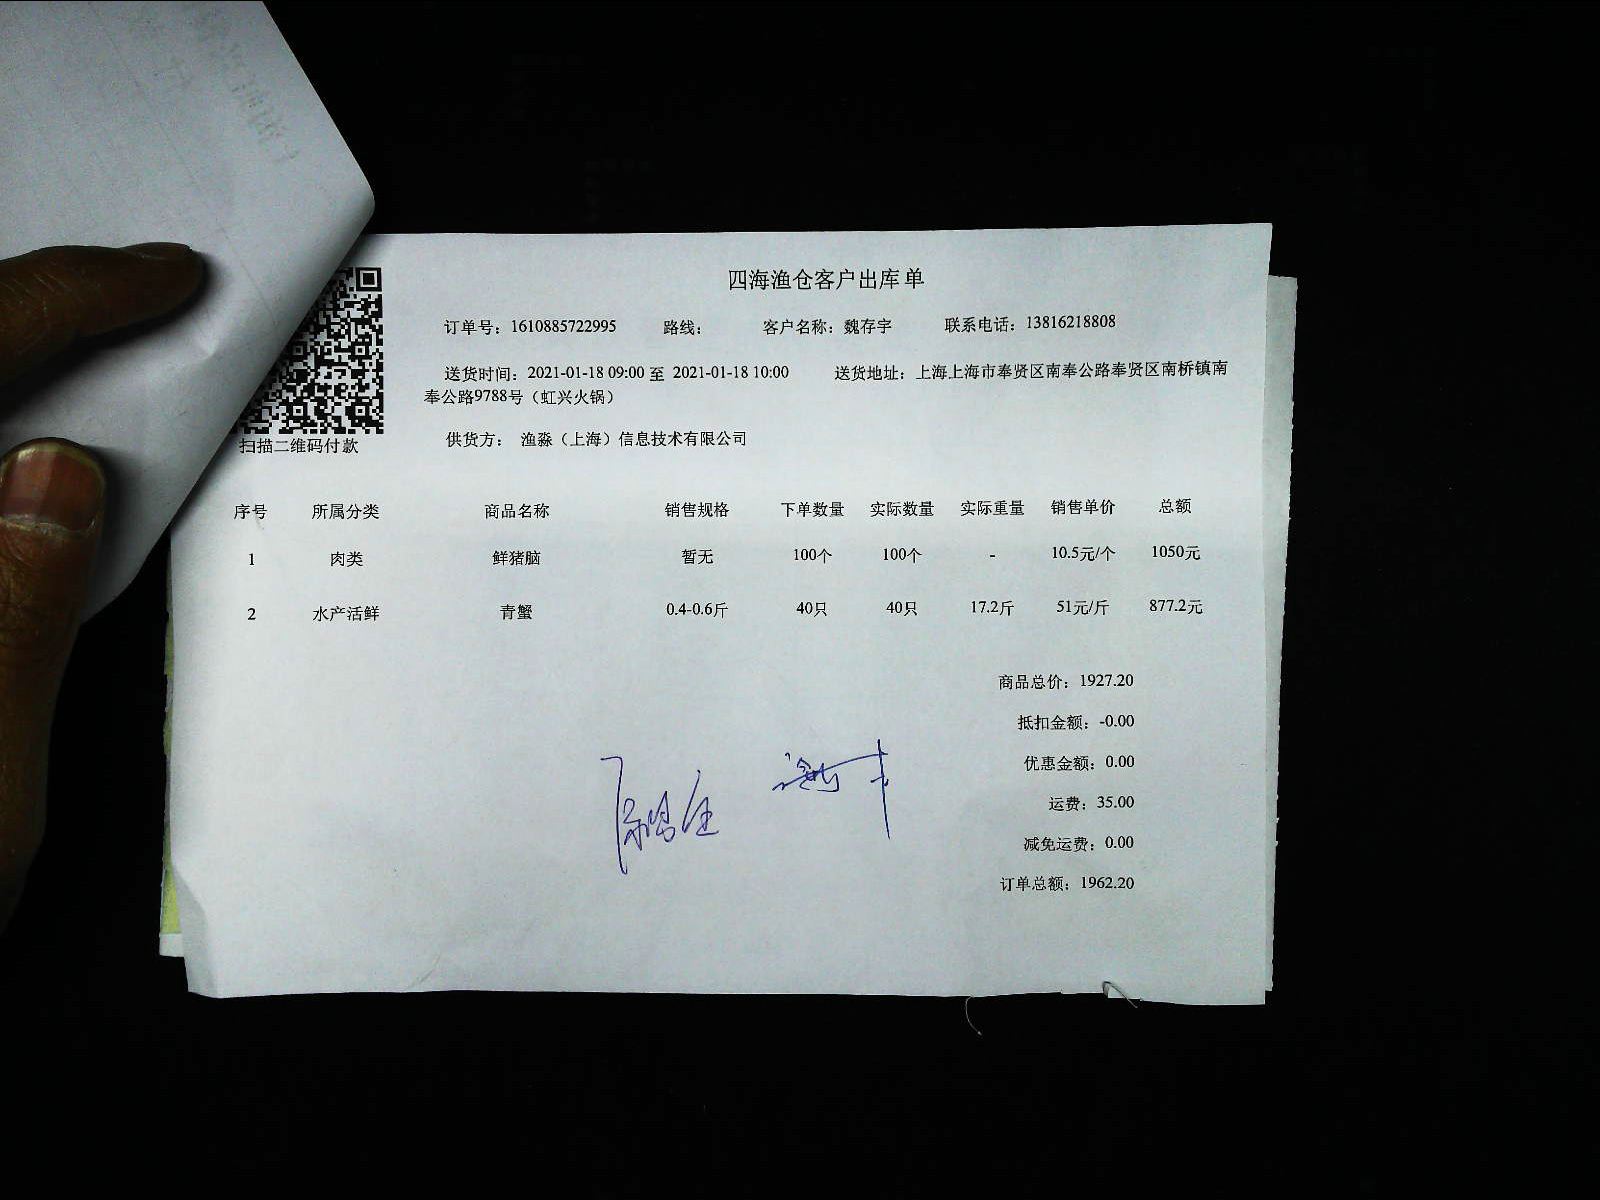 四海渔仓客户出库单
订单号：1610885722995 路线： 客户名称：魏存宇 联系电话：13816218808
送货时间：2021-01-18 09:00 至 2021-01-18 10:00 送货地址：上海上海市奉贤区南奉公路奉贤区南桥镇南
奉公路9788号（虹兴火锅）
扫描二维码付款
供货方： 渔淼（上海）信息技术有限公司
序号 所属分类 商品名称 销售规格 下单数量 实际数量 实际重量 销售单价 总额
1 肉类 鲜猪脑 暂无 100个 100个 - 10.5元/个 1050元
2 水产活鲜 青蟹 0.4-0.6斤 40只 40只 17.2斤 51元/斤 877.2元
商品总价：1927.20
抵扣金额：-0.00
优惠金额：0.00
运费：35.00
减免运费：0.00
订单总额：1962.20